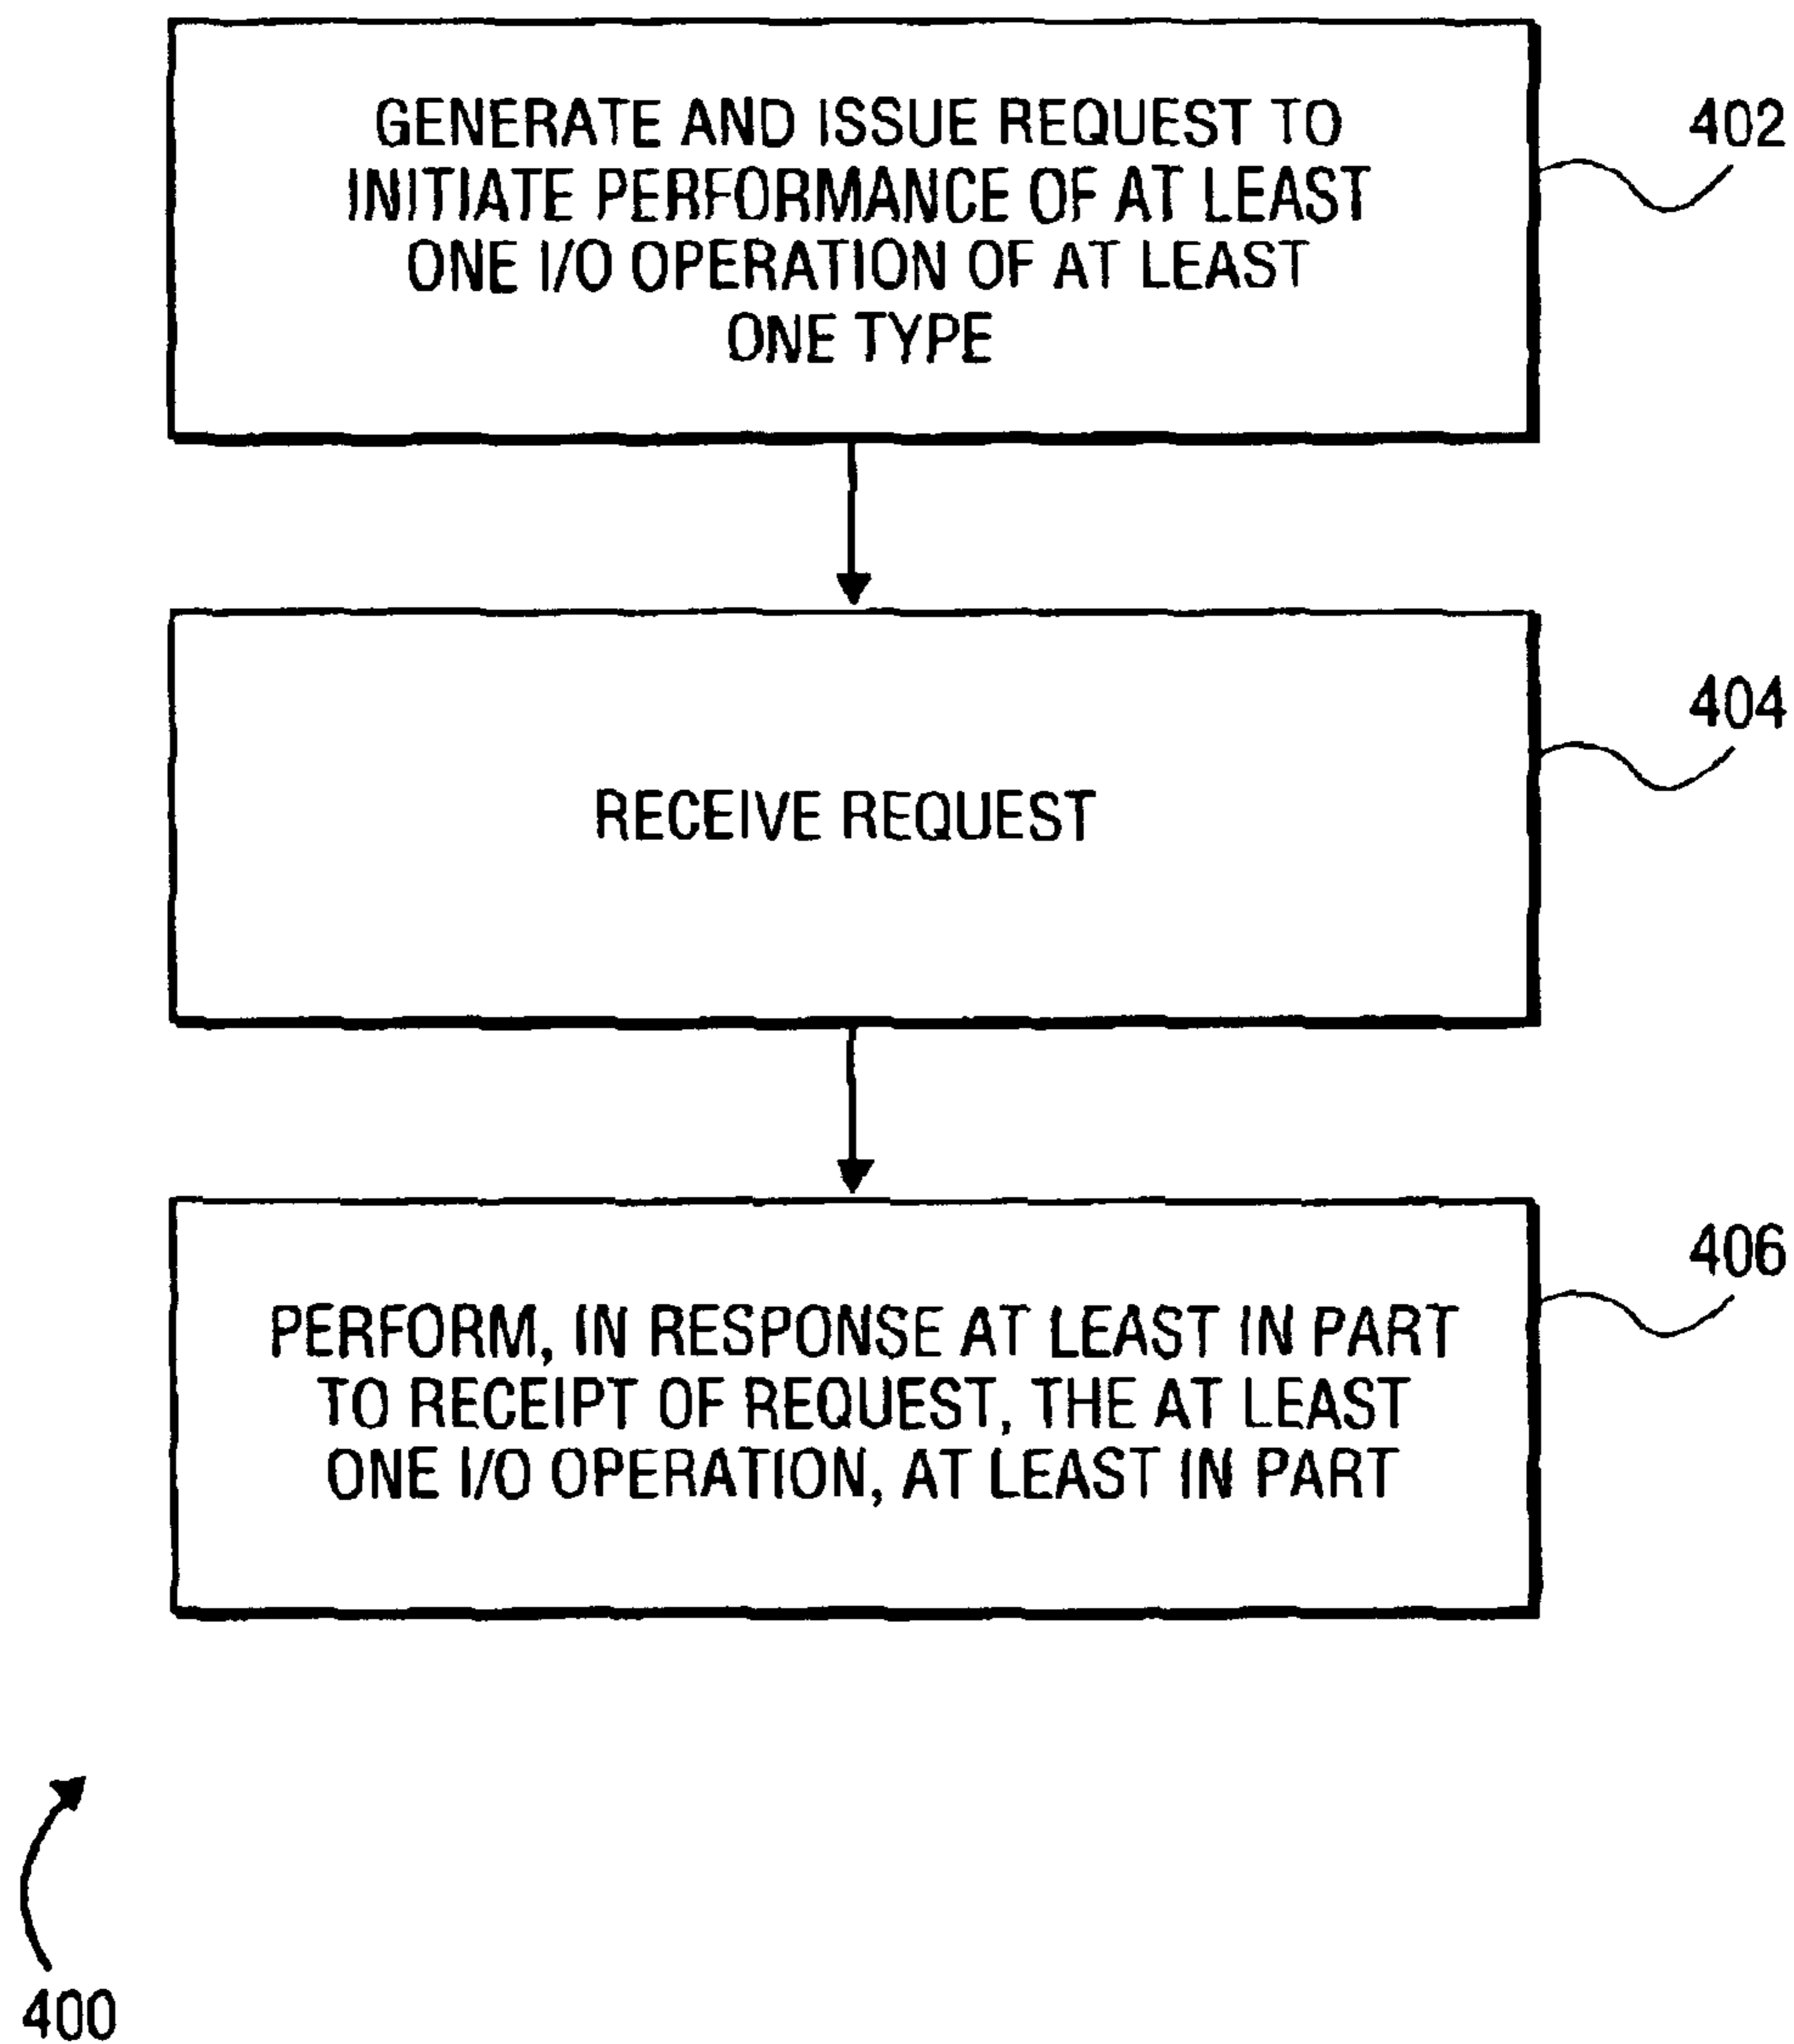 GENERATE AND ISSUE REQUEST TO
INITIATE PERFORMANCE OF AT LEAST
ONE I/O OPERATION OF AT LEAST
ONE TYPE
402
RECEIVE REQUEST
404
PERFORM, IN RESPONSE AT LEAST IN PART
TO RECEIPT OF REQUEST, THE AT LEAST
ONE I/O OPERATION, AT LEAST IN PART
406
400